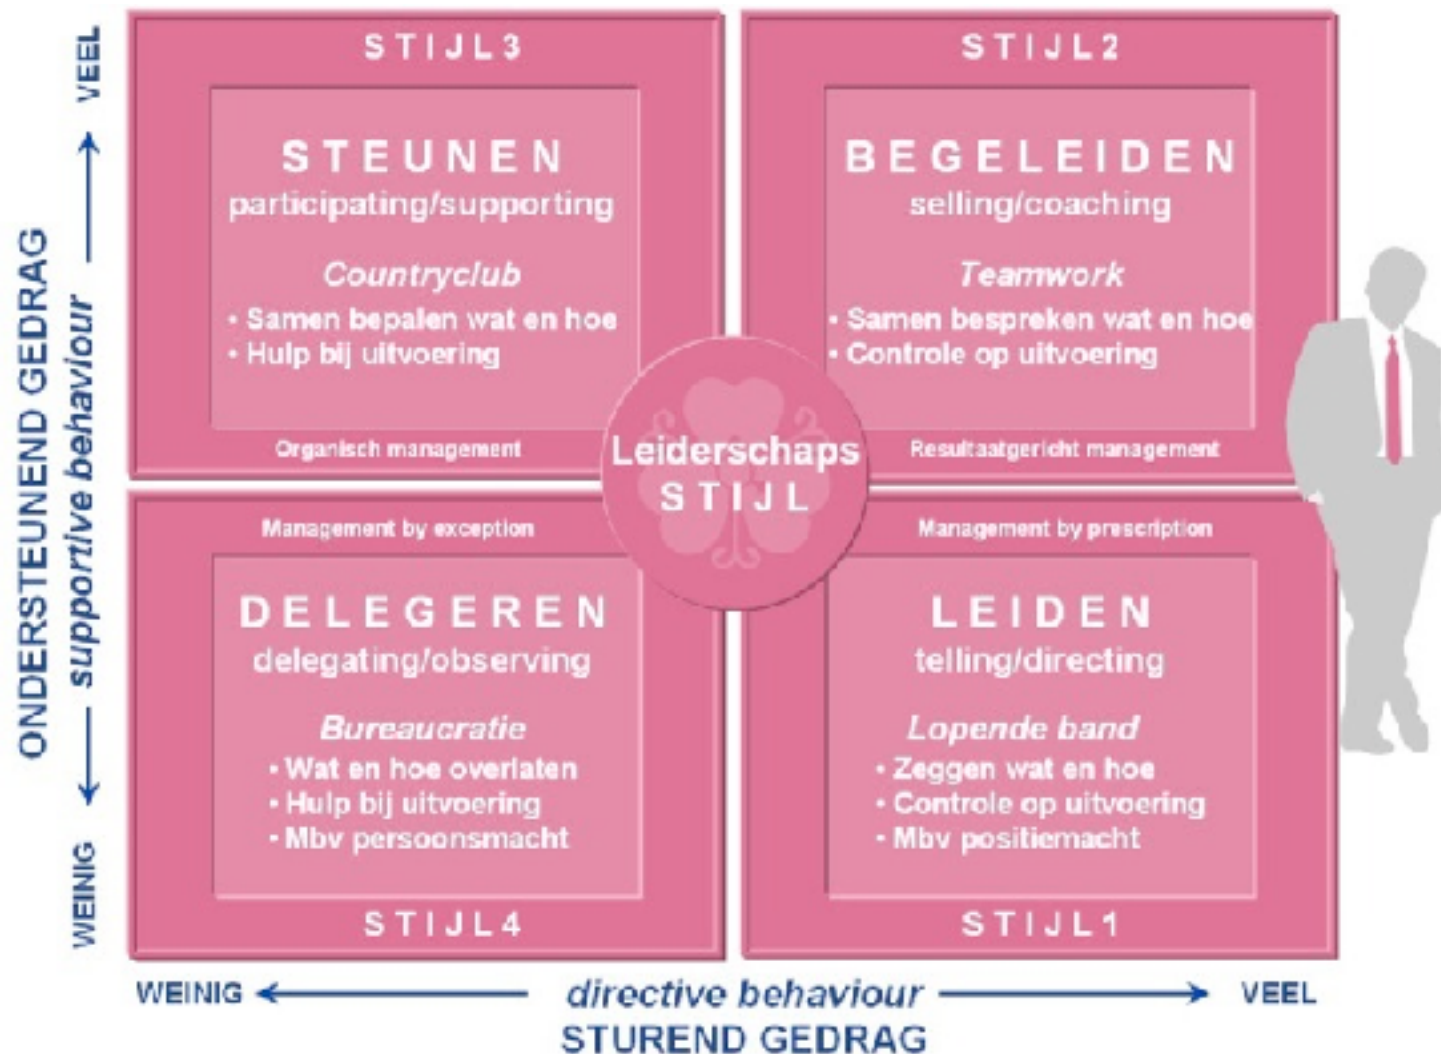 STIJL3
STEUNEN
participating/supporting
Countryclub
• Samen bepalen wat en hoe
• Hulp bij uitvoering
Organisch management
STIJL2
BEGELEIDEN
selling/coaching
Teamwork
• Samen bespreken wat en hoe
• Controle op uitvoering
Resultaatgericht management
Leiderschaps
STIJL
Management by exception
DELEGEREN
delegating/observing
Bureaucratie
• Wat en hoe overlaten
• Hulp bij uitvoering
• Mbv persoonsmacht
STIJL4
Management by prescription
LEIDEN
telling/directing
Lopende band
• Zeggen wat en hoe
• Controle op uitvoering
• Mbv positiemacht
STIJL1
VEEL
ONDERSTEUNEND GEDRAG
supportive behaviour
WEINIG
WEINIG
directive behaviour
VEEL
STUREND GEDRAG